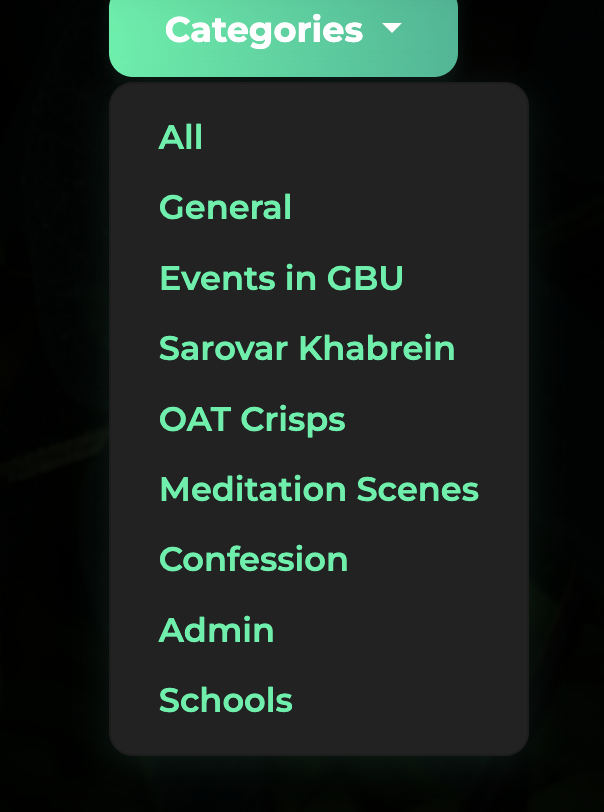 Categories
All
General
Events in GBU
Sarovar Khabrein
OAT Crisps
Meditation Scenes
Confession
Admin
Schools